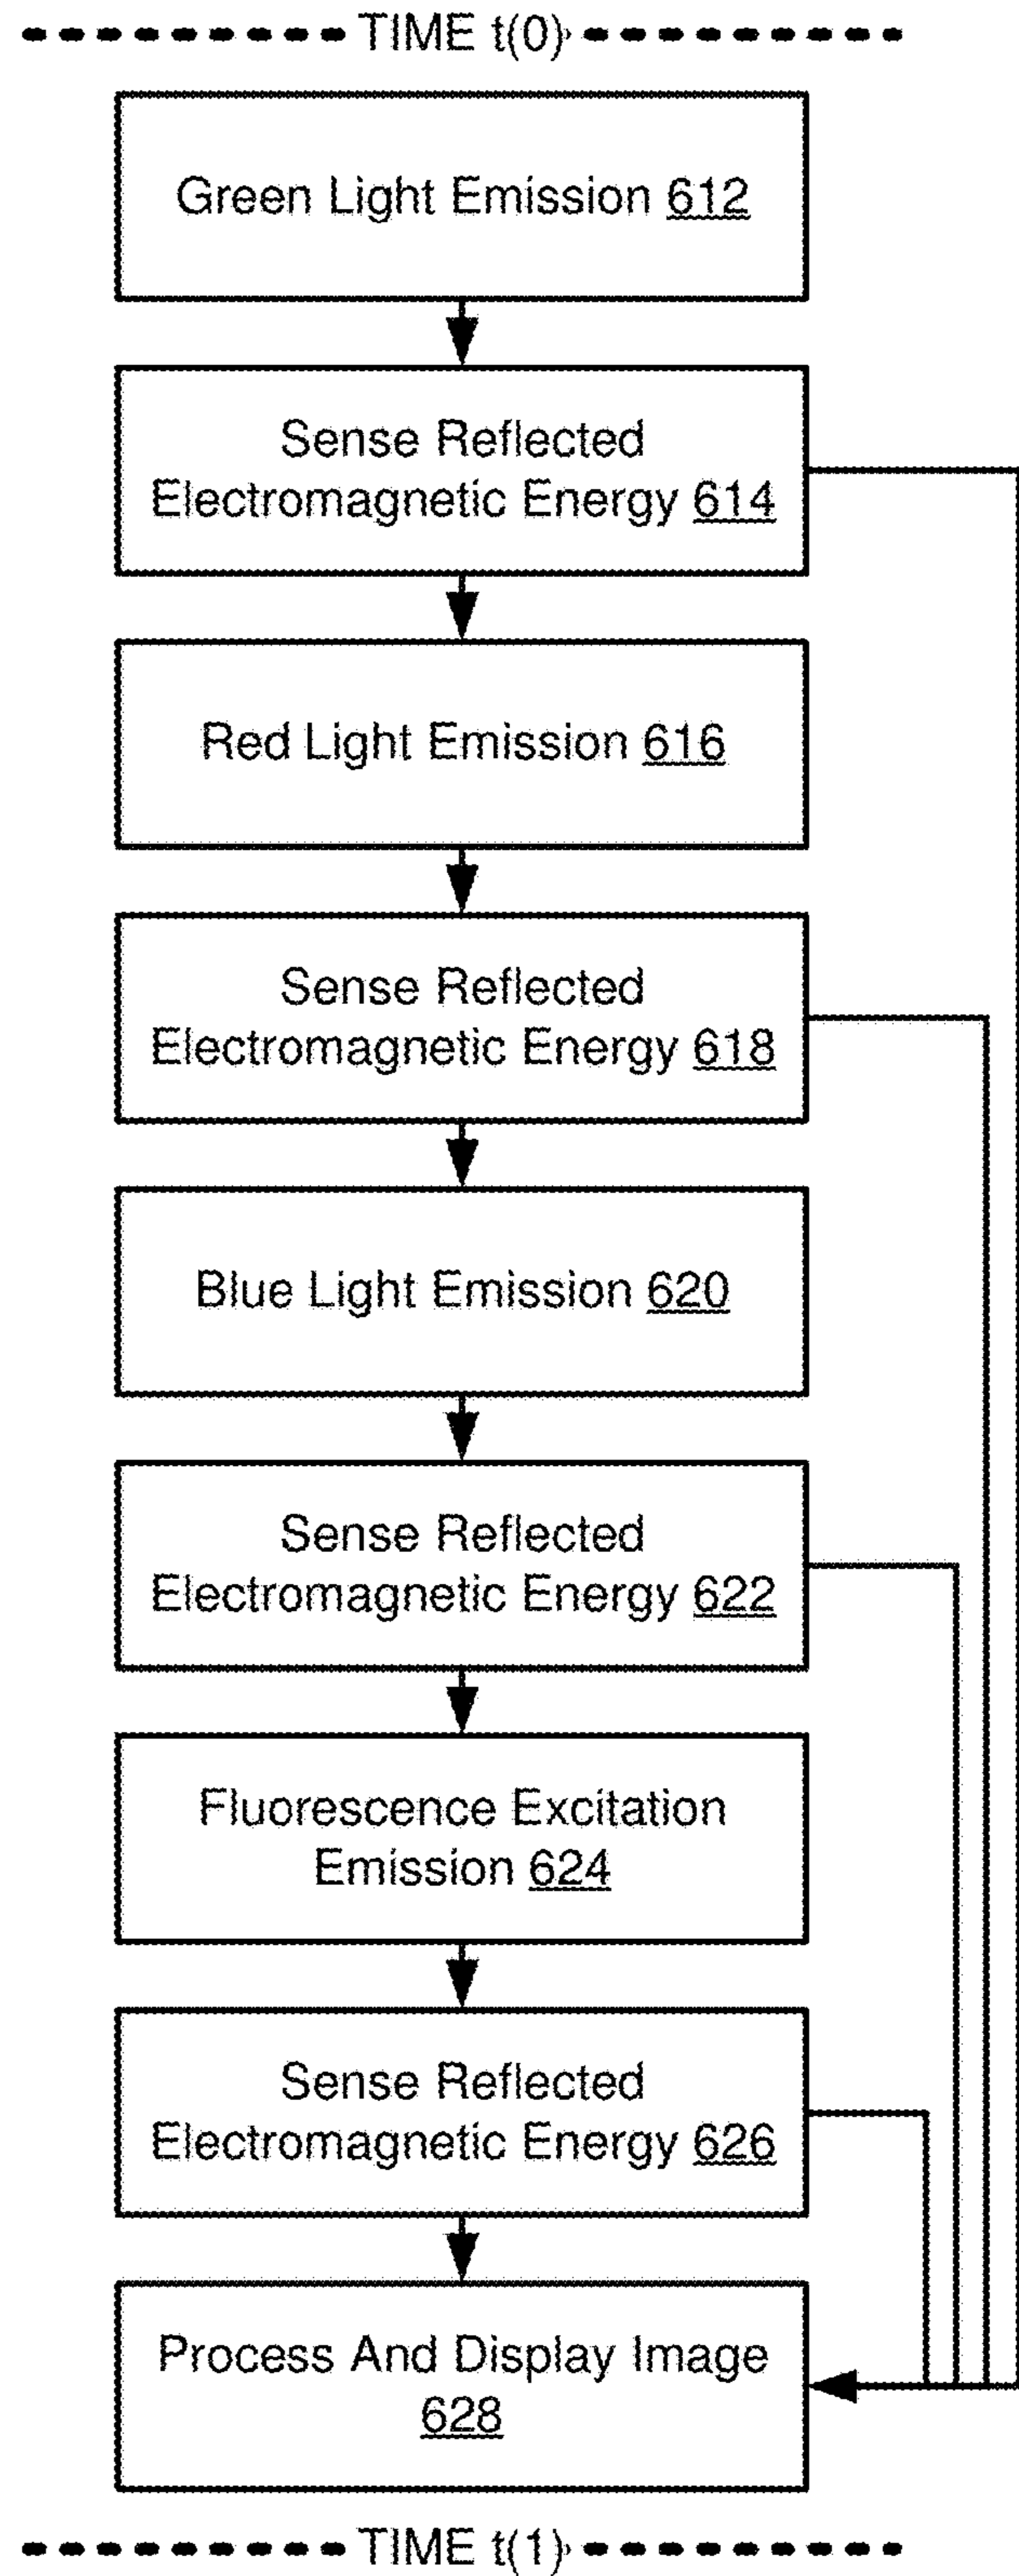 TIME t(0)
Green Light Emission 612
Sense Reflected
Electromagnetic Energy 614
Red Light Emission 616
Sense Reflected
Electromagnetic Energy 618
Blue Light Emission 620
Sense Reflected
Electromagnetic Energy 622
Fluorescence Excitation
Emission 624
Sense Reflected
Electromagnetic Energy 626
Process And Display Image
628
TIME t(1)